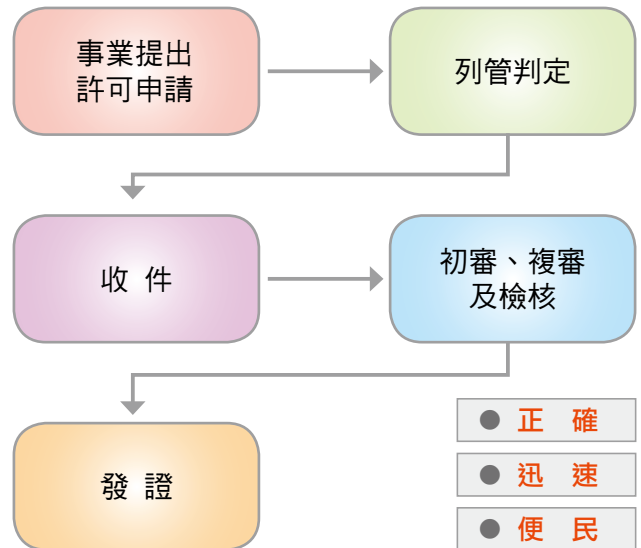 事業提出
許可申請
列管判定
收件
初審、複審
及檢核
發證
● 正確
● 迅速
● 便民